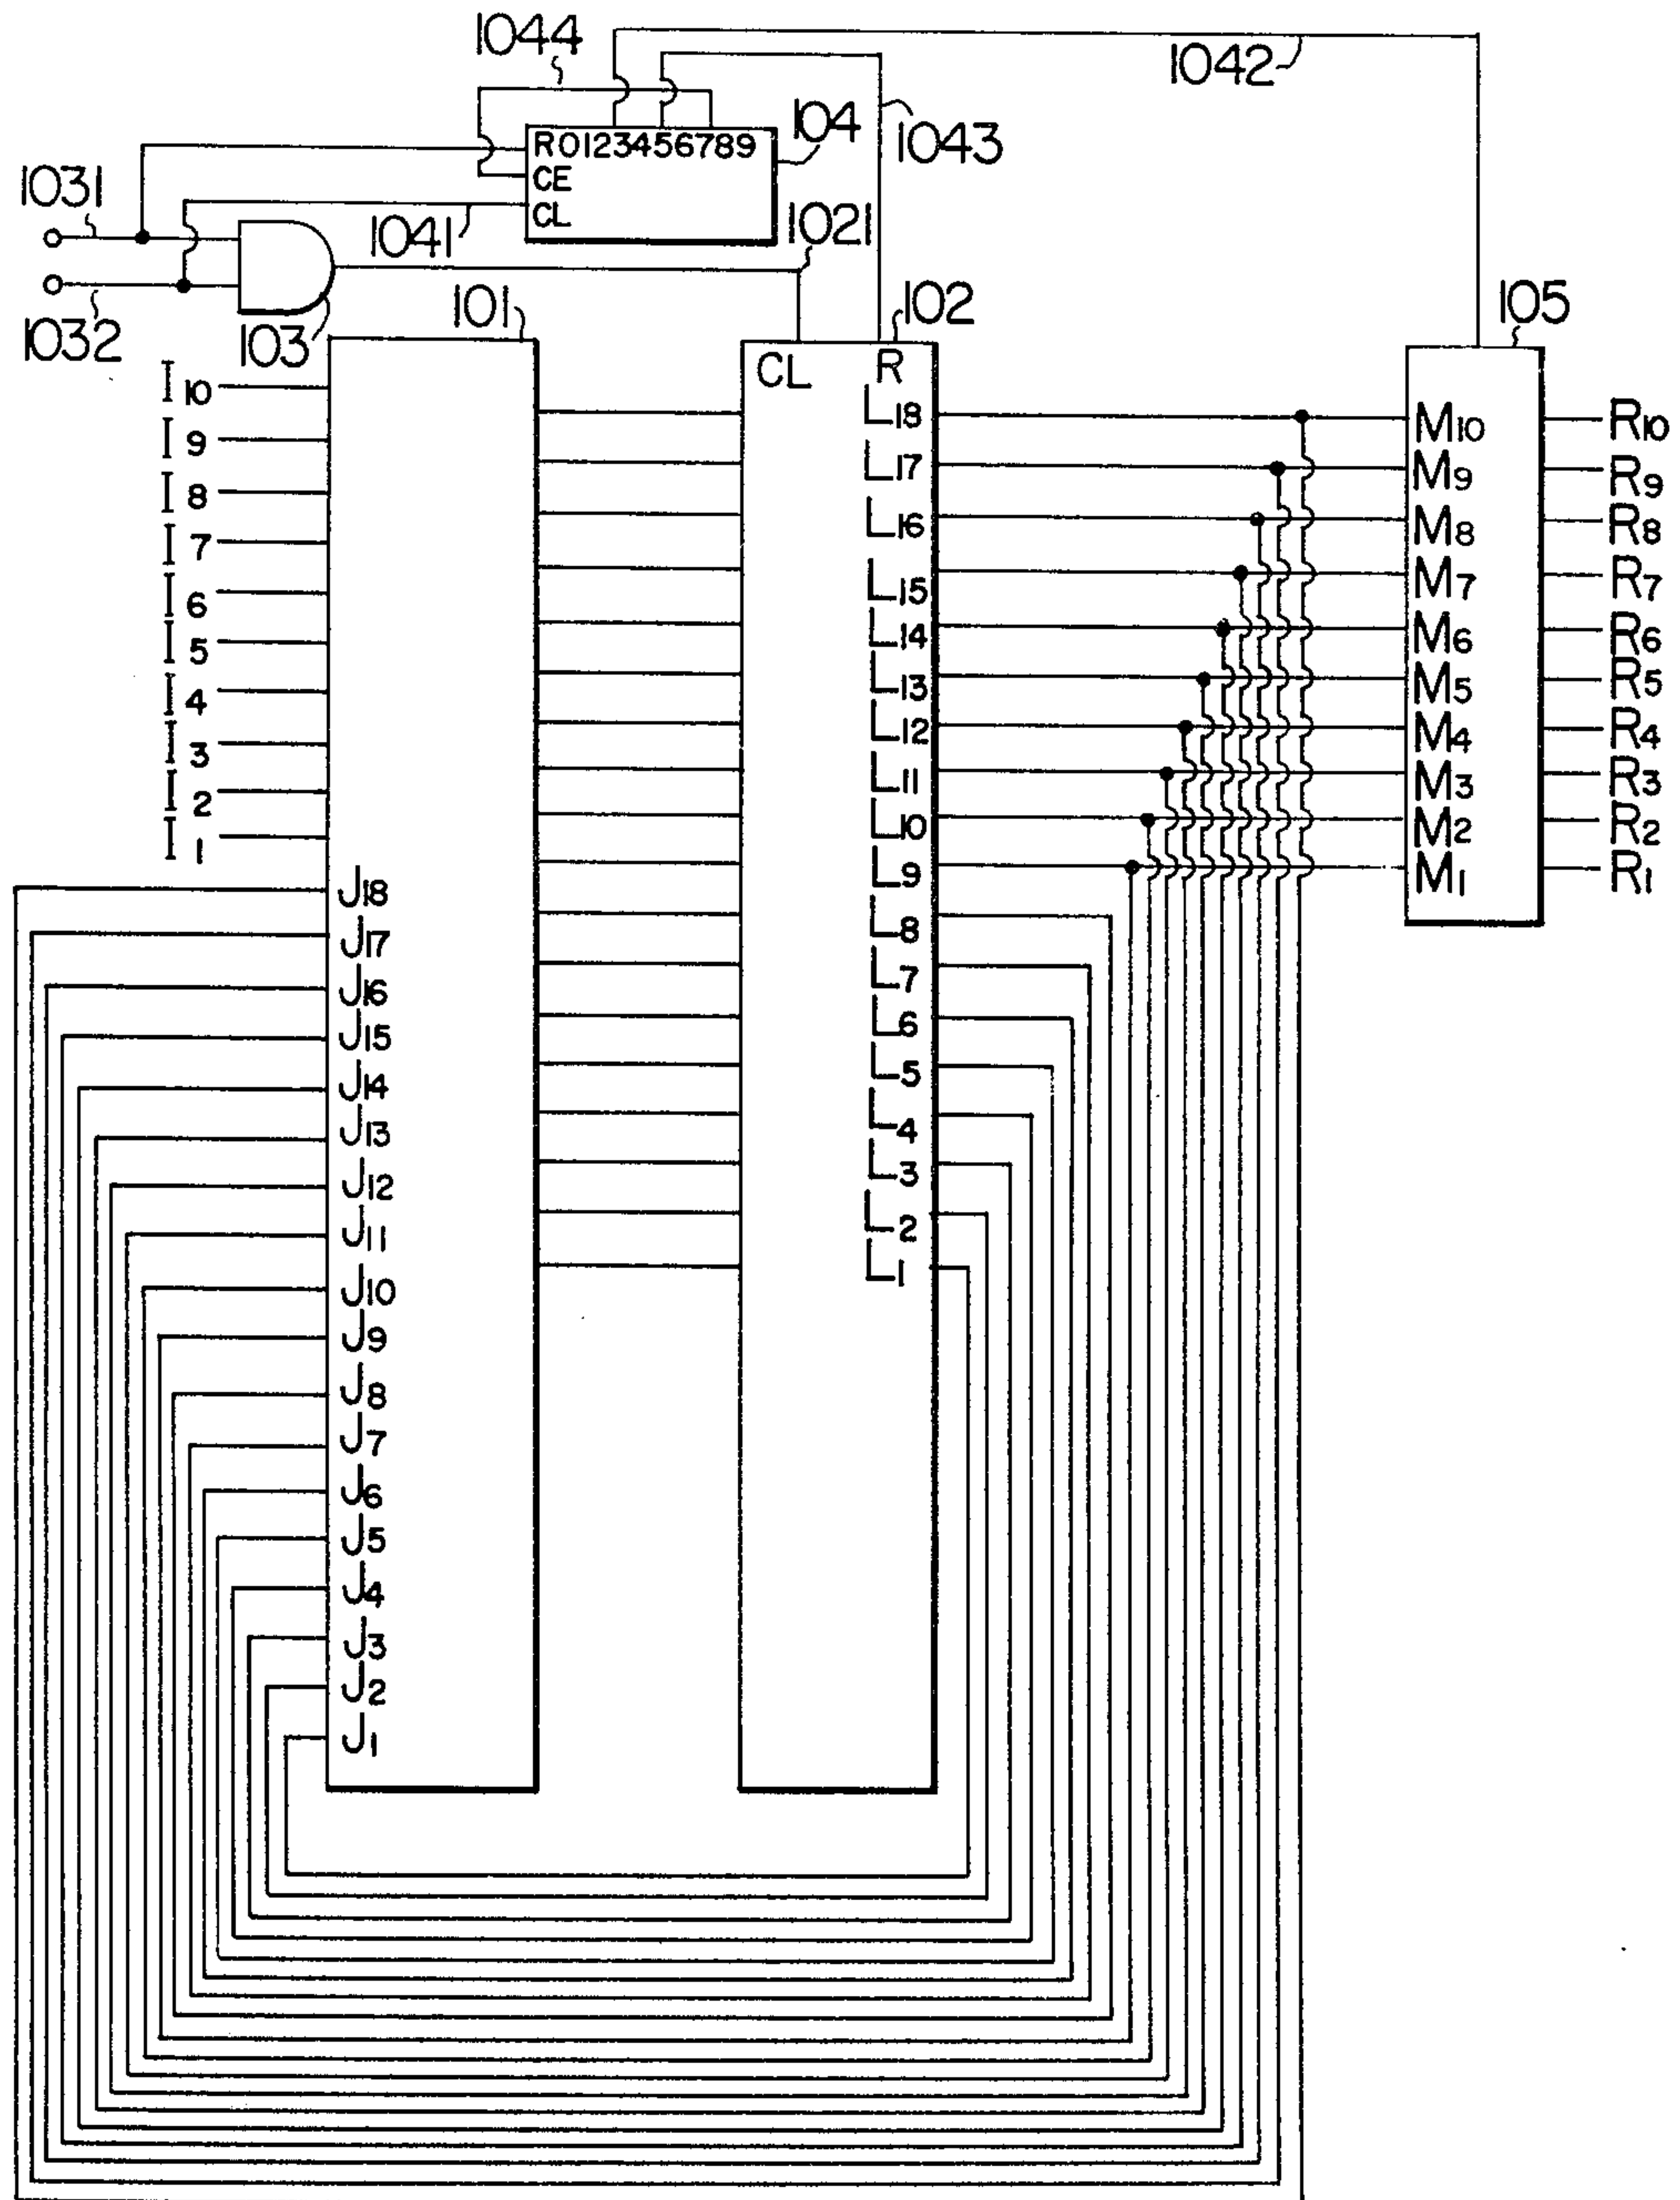 1044
1042
104
R0123456789
1043
CE
1031
CL
1041
1021
101
102
105
1032
103
CL R
I10
L18
M10
R10
I9
L17
M9
R9
I8
L16
M8
R8
I7
L15
M7
R7
I6
L14
M6
R6
I5
L13
M5
R5
I4
L12
M4
R4
I3
L11
M3
R3
I2
L10
M2
R2
I1
L9
M1
R1
J18
L8
J17
L7
J16
L6
J15
L5
J14
L4
J13
L3
J12
L2
J11
L1
J10
J9
J8
J7
J6
J5
J4
J3
J2
J1